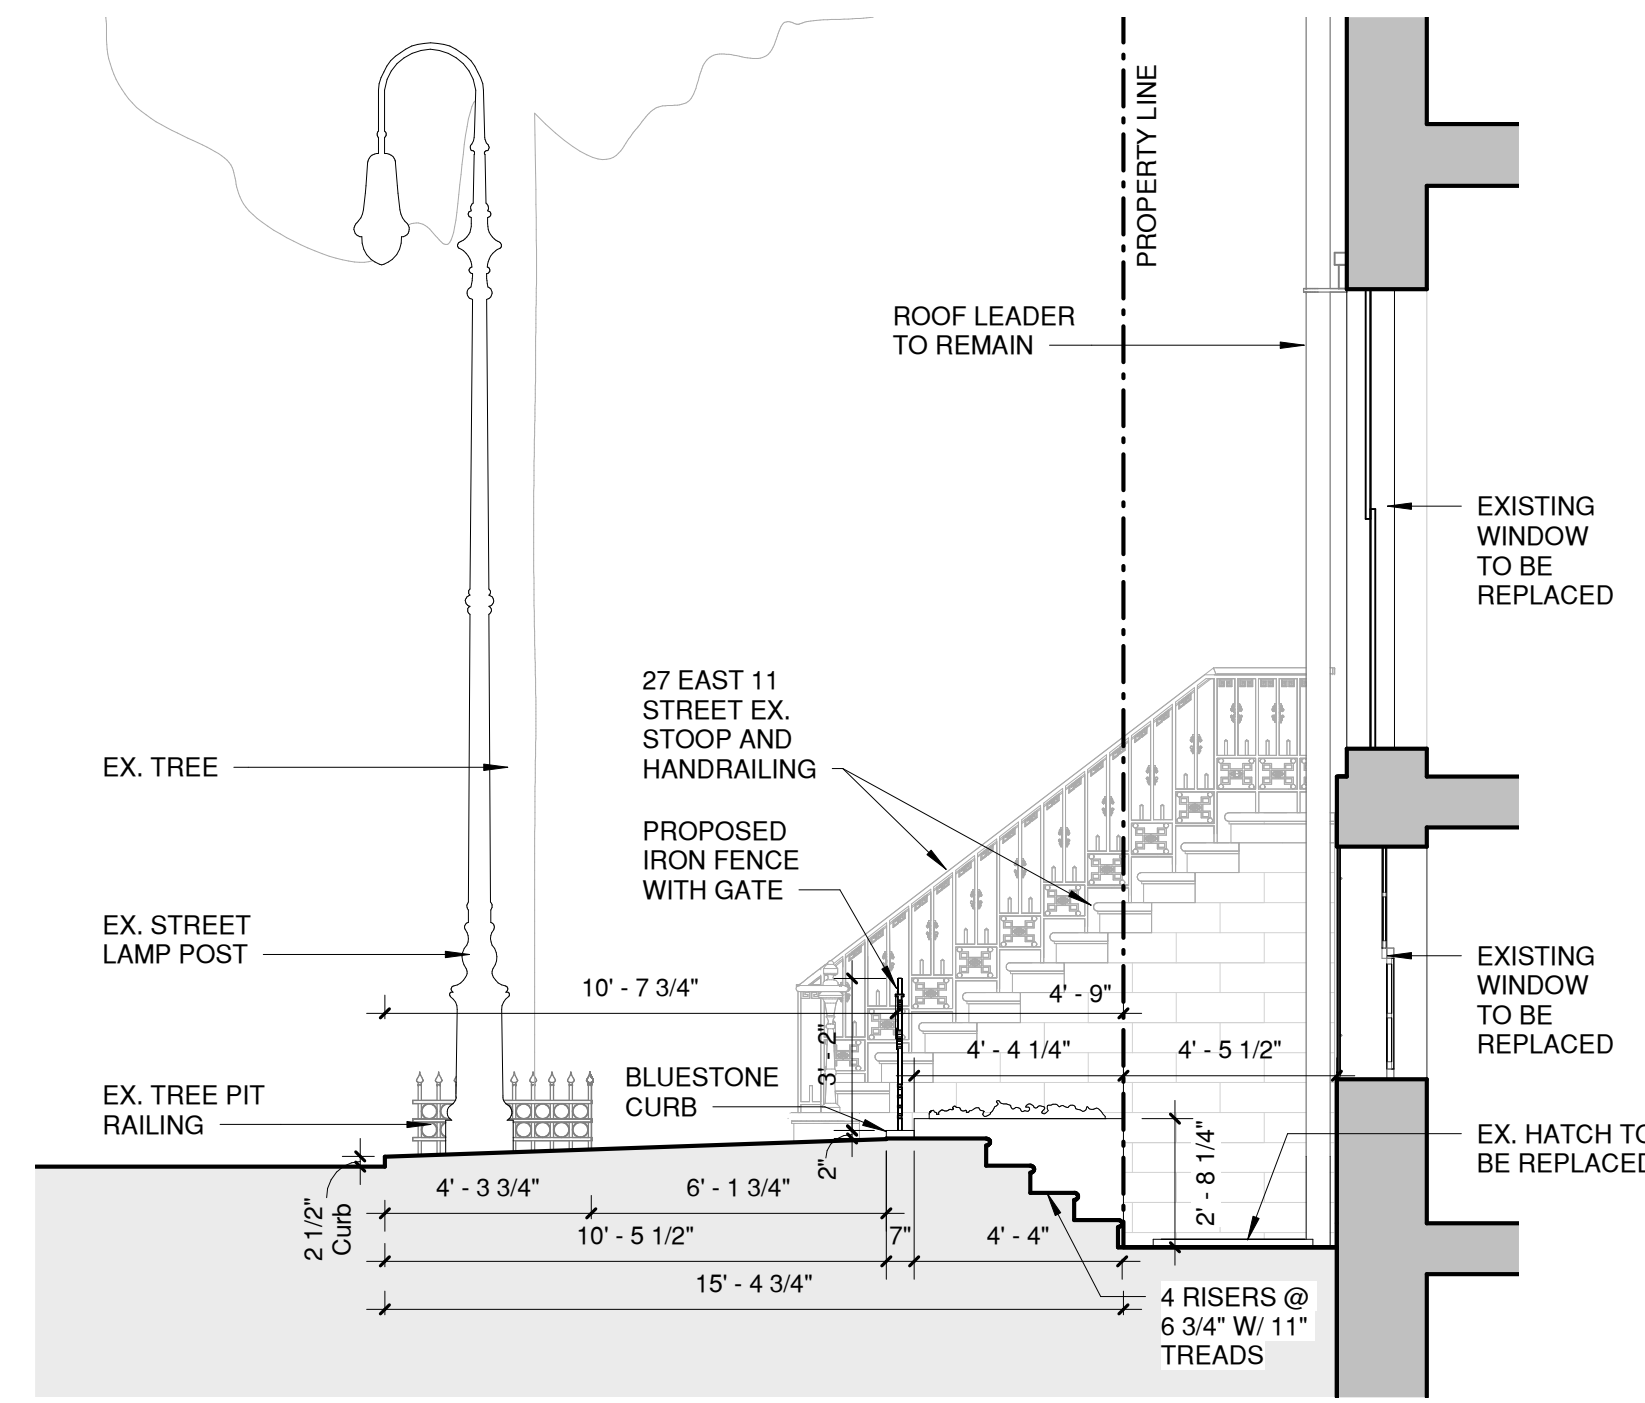 PROPERTY LINE
ROOF LEADER
TO REMAIN
EXISTING
WINDOW
TO BE
REPLACED
27 EAST 11
STREET EX.
STOOP AND
HANDRAILING
EX. TREE
PROPOSED
IRON FENCE
WITH GATE
EX. STREET
LAMP POST
EXISTING
WINDOW
TO BE
REPLACED
10' - 7 3/4"
4' - 9"
3' - 2"
4' - 4 1/4"
4' - 5 1/2"
BLUESTONE
CURB
EX. TREE PIT
RAILING
2"
2' - 8 1/4"
EX. HATCH TO
BE REPLACED
4' - 3 3/4"
6' - 1 3/4"
2 1/2"
Curb
10' - 5 1/2"
7"
4' - 4"
15' - 4 3/4"
4 RISERS @
6 3/4" W/ 11"
TREADS